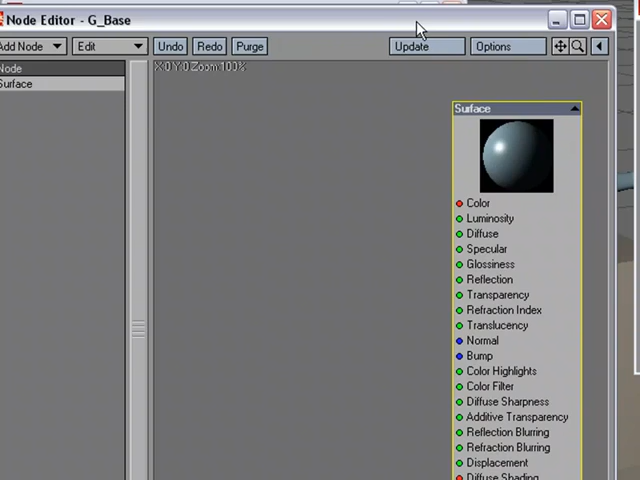 Node Editor - G_Base
Add Node Edit Undo Redo Purge Update Options
Node
Surface
X:0 Y:0 Zoom:100%
Surface
Color
Luminosity
Diffuse
Specular
Glossiness
Reflection
Transparency
Refraction Index
Translucency
Normal
Bump
Color Highlights
Color Filter
Diffuse Sharpness
Additive Transparency
Reflection Blurring
Refraction Blurring
Displacement
Diffuse Shading